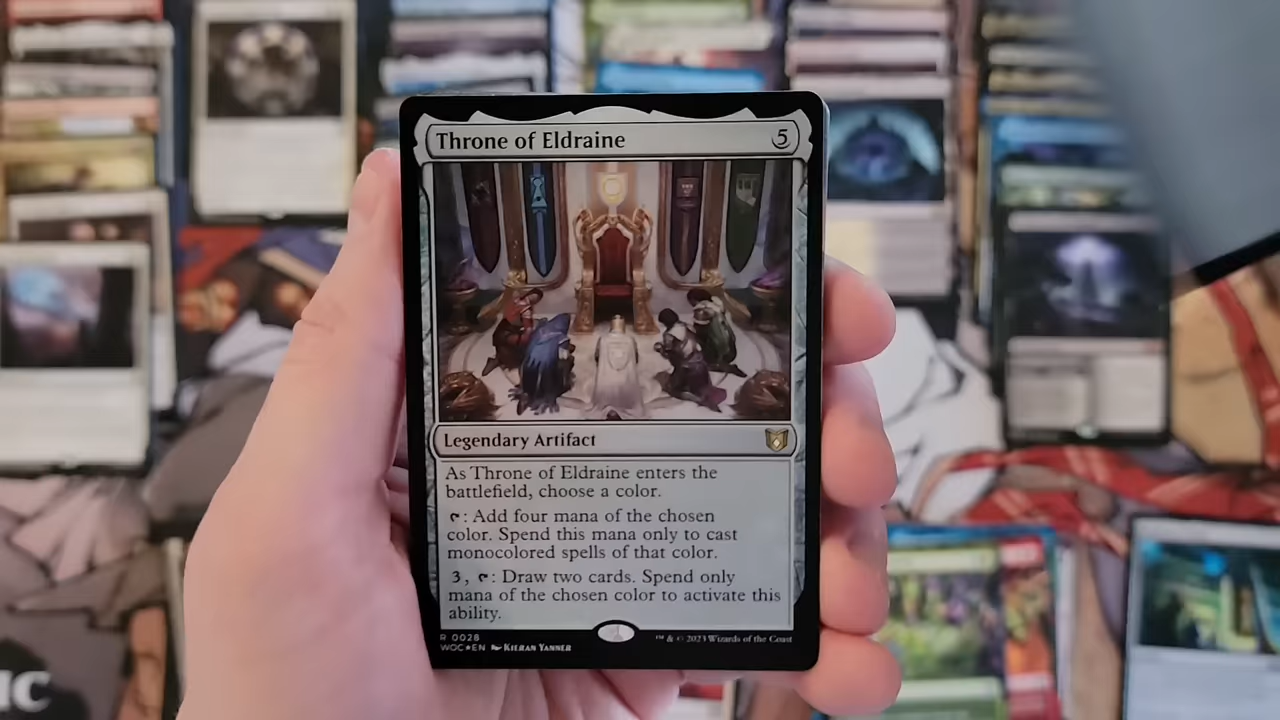 Throne of Eldraine 5
Legendary Artifact
As Throne of Eldraine enters the
battlefield, choose a color.
: Add four mana of the chosen
color. Spend this mana only to cast
monocolored spells of that color.
3, : Draw two cards. Spend only
mana of the chosen color to activate this
ability.
R 0028 ™ & © 2023 Wizards of the Coast
WOC★EN Kieran Yanner
IC